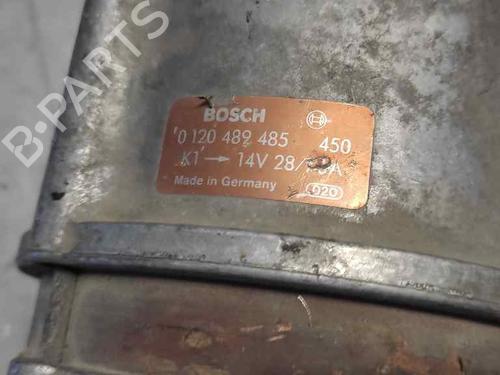 B-PARTS
BOSCH
0 120 489 485 450
K1 → 14V 28/
Made in Germany 020